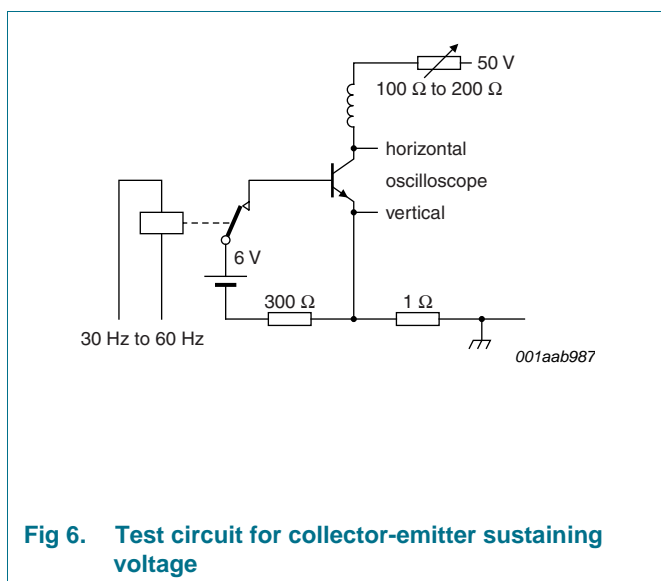 50 V
100 Ω to 200 Ω
horizontal
oscilloscope
vertical
6 V
300 Ω
1 Ω
30 Hz to 60 Hz
001aab987
Fig 6. Test circuit for collector-emitter sustaining
voltage